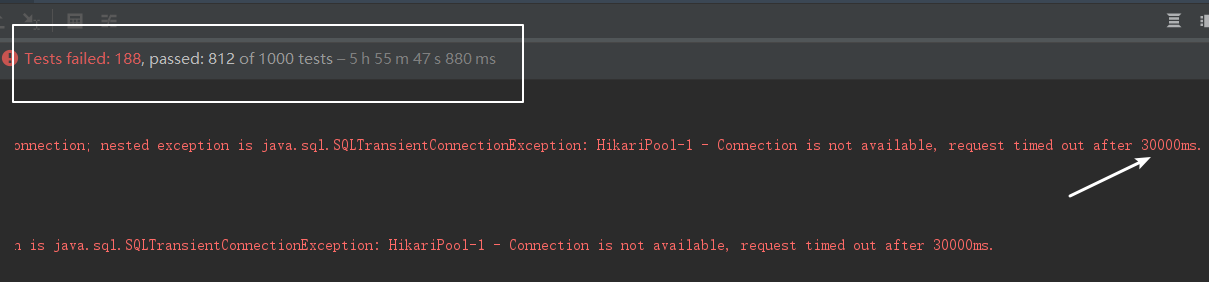 Tests failed: 188, passed: 812 of 1000 tests – 5 h 55 m 47 s 880 ms
onnection; nested exception is java.sql.SQLTransientConnectionException: HikariPool-1 - Connection is not available, request timed out after 30000ms.
n is java.sql.SQLTransientConnectionException: HikariPool-1 - Connection is not available, request timed out after 30000ms.